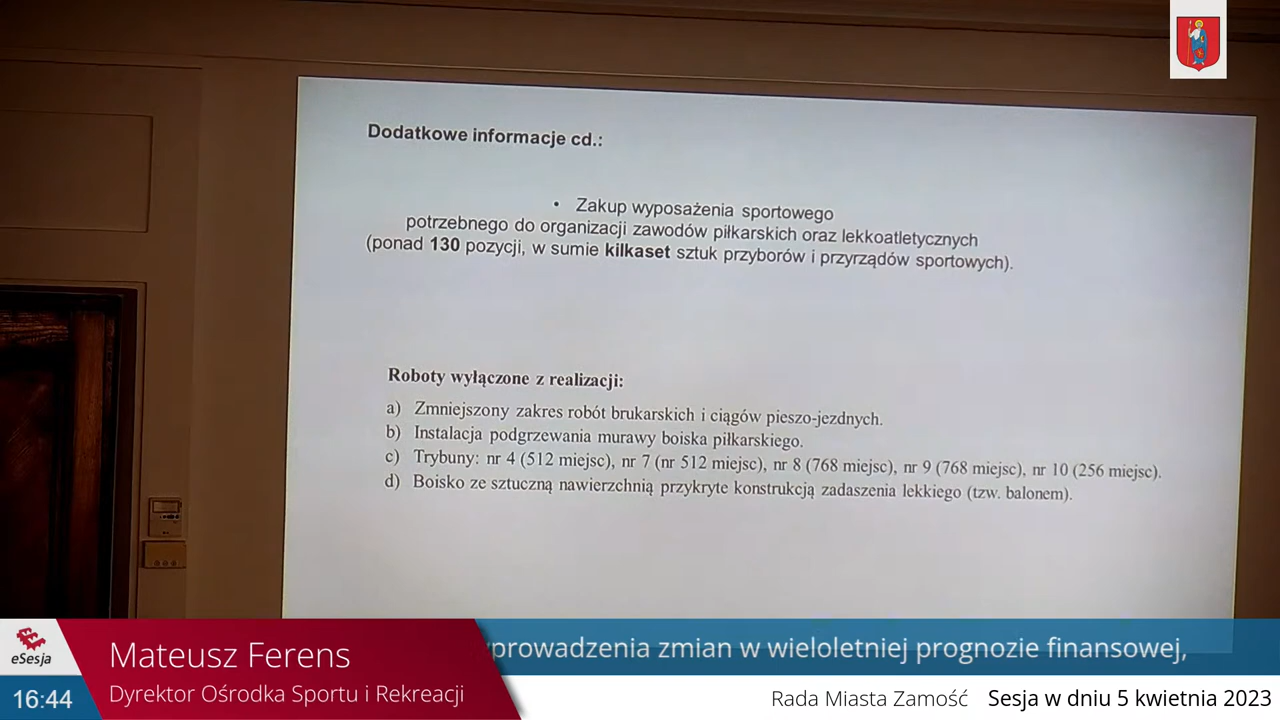 Dodatkowe informacje cd.:
• Zakup wyposażenia sportowego
potrzebnego do organizacji zawodów piłkarskich oraz lekkoatletycznych
(ponad 130 pozycji, w sumie kilkaset sztuk przyborów i przyrządów sportowych).
Roboty wyłączone z realizacji:
a) Zmniejszony zakres robót brukarskich i ciągów pieszo-jezdnych.
b) Instalacja podgrzewania murawy boiska piłkarskiego.
c) Trybuny: nr 4 (512 miejsc), nr 7 (nr 512 miejsc), nr 8 (768 miejsc), nr 9 (768 miejsc), nr 10 (256 miejsc).
d) Boisko ze sztuczną nawierzchnią przykryte konstrukcją zadaszenia lekkiego (tzw. balonem).
eSesja
Mateusz Ferens
Dyrektor Ośrodka Sportu i Rekreacji
prowadzenia zmian w wieloletniej prognozie finansowej,
16:44
Rada Miasta Zamość Sesja w dniu 5 kwietnia 2023